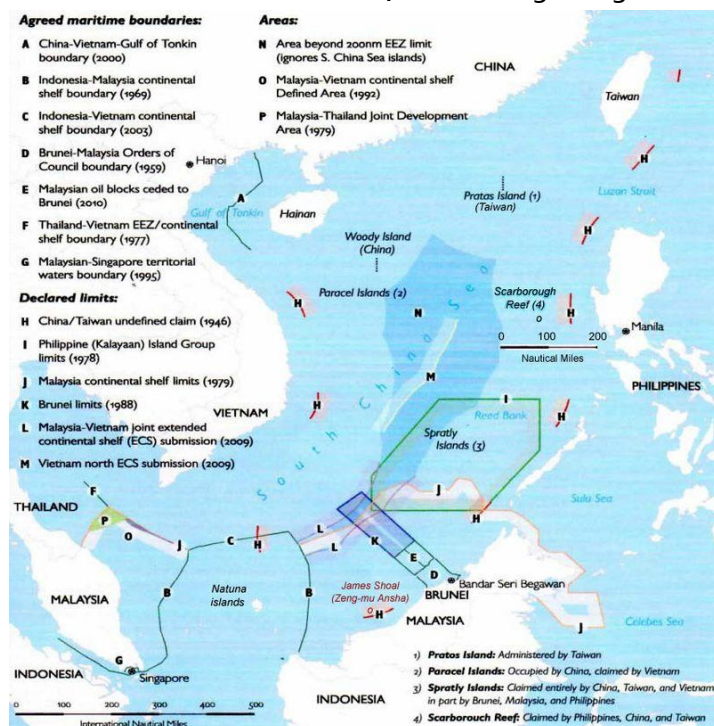 Agreed maritime boundaries:
A China-Vietnam-Gulf of Tonkin
boundary (2000)
B Indonesia-Malaysia continental
shelf boundary (1969)
C Indonesia-Vietnam continental
shelf boundary (2003)
D Brunei-Malaysia Orders of
Council boundary (1959)
E Malaysian oil blocks ceded to
Brunei (2010)
F Thailand-Vietnam EEZ/continental
shelf boundary (1977)
G Malaysian-Singapore territorial
waters boundary (1995)
Declared limits:
H China/Taiwan undefined claim (1946)
I Philippine (Kalayaan) Island Group
limits (1978)
J Malaysia continental shelf limits (1979)
K Brunei limits (1988)
L Malaysia-Vietnam joint extended
continental shelf (ECS) submission (2009)
M Vietnam north ECS submission (2009)
Areas:
N Area beyond 200nm EEZ limit
(ignores S. China Sea islands)
O Malaysia-Vietnam continental shelf
Defined Area (1992)
P Malaysia-Thailand Joint Development
Area (1979)
CHINA
Taiwan
H
Hanoi
A
Gulf of Tonkin
Hainan
Pratas Island (1)
(Taiwan)
Luzon Strait
H
Woody Island
(China)
Paracel Islands (2)
H
N
Scarborough
Reef (4)
H
0 100 200
Nautical Miles
Manila
South China Sea
M
PHILIPPINES
VIETNAM
H
I
Reed Bank
H
Spratly
Islands (3)
THAILAND
F
P
O
J
C
H
L
L
K
J
H
Sulu Sea
E
D
Bandar Seri Begawan
BRUNEI
MALAYSIA
B
Natuna
islands
B
James Shoal
(Zeng-mu Ansha)
H
MALAYSIA
J
Celebes Sea
G
Singapore
INDONESIA
INDONESIA
0 100 200 300 400 500
International Nautical Miles
1) Pratos Island: Administered by Taiwan
2) Paracel Islands: Occupied by China, claimed by Vietnam
3) Spratly Islands: Claimed entirely by China, Taiwan, and Vietnam
in part by Brunei, Malaysia, and Philippines
4) Scarborouch Reef: Claimed by Philippines, China, and Taiwan